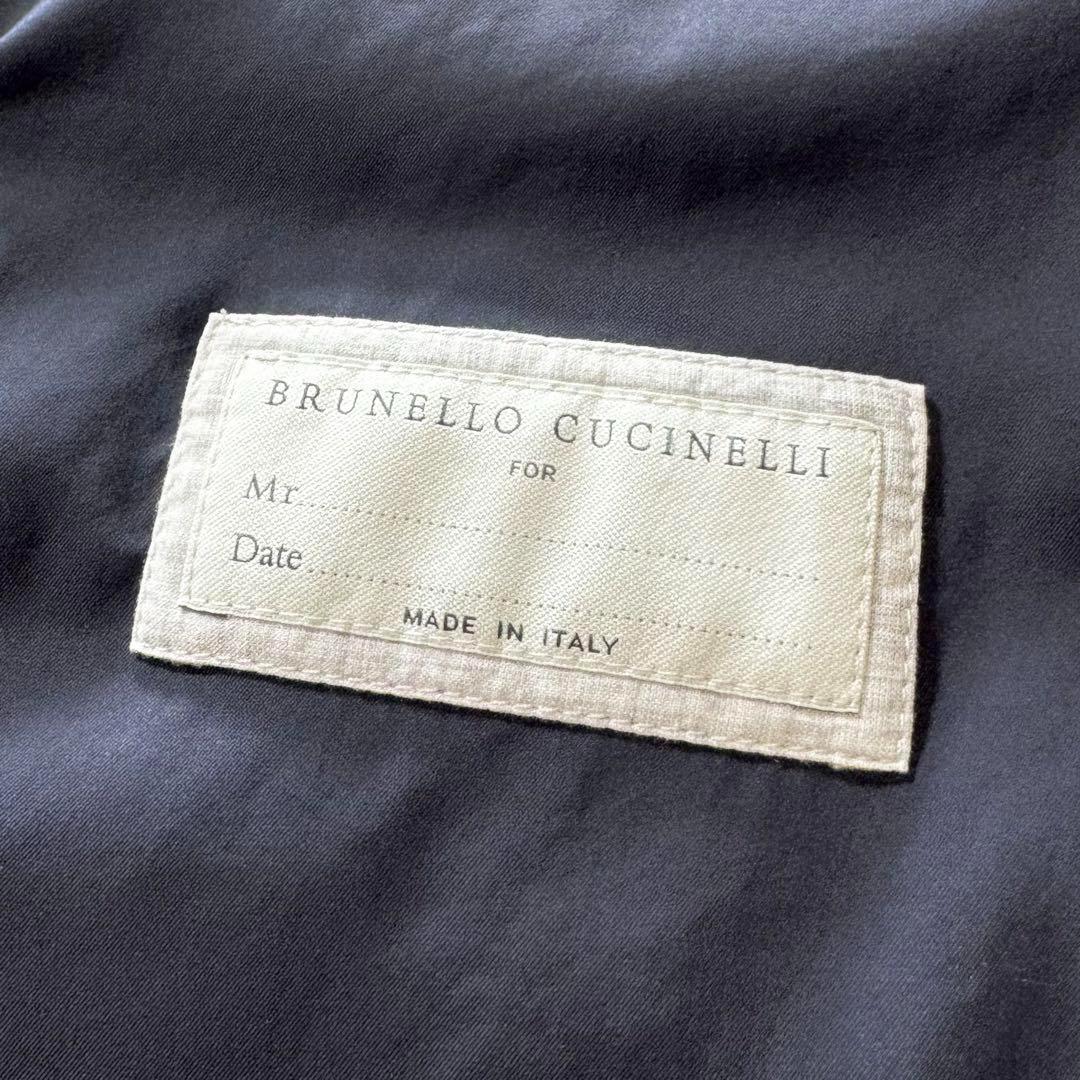 BRUNELLO CUCINELLI
FOR
Mr..............................
Date..............................
MADE IN ITALY